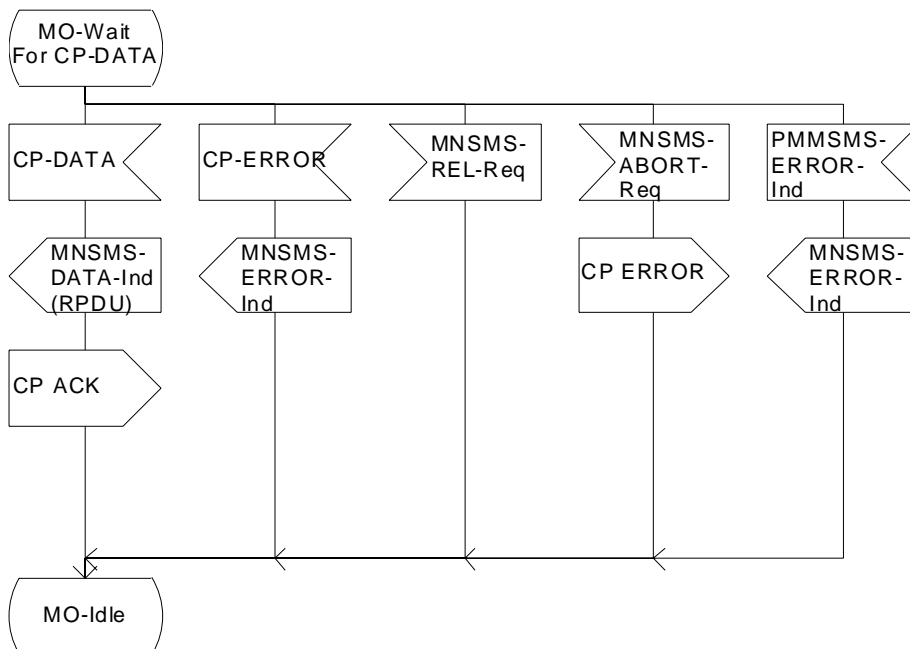 MO-Wait
For CP-DATA
CP-DATA
CP-ERROR
MNSMS-
REL-Req
MNSMS-
ABORT-
Req
PMMSMS-
ERROR-
Ind
MNSMS-
DATA-Ind
(RPDU)
MNSMS-
ERROR-
Ind
CP ERROR
MNSMS-
ERROR-
Ind
CP ACK
MO-Idle